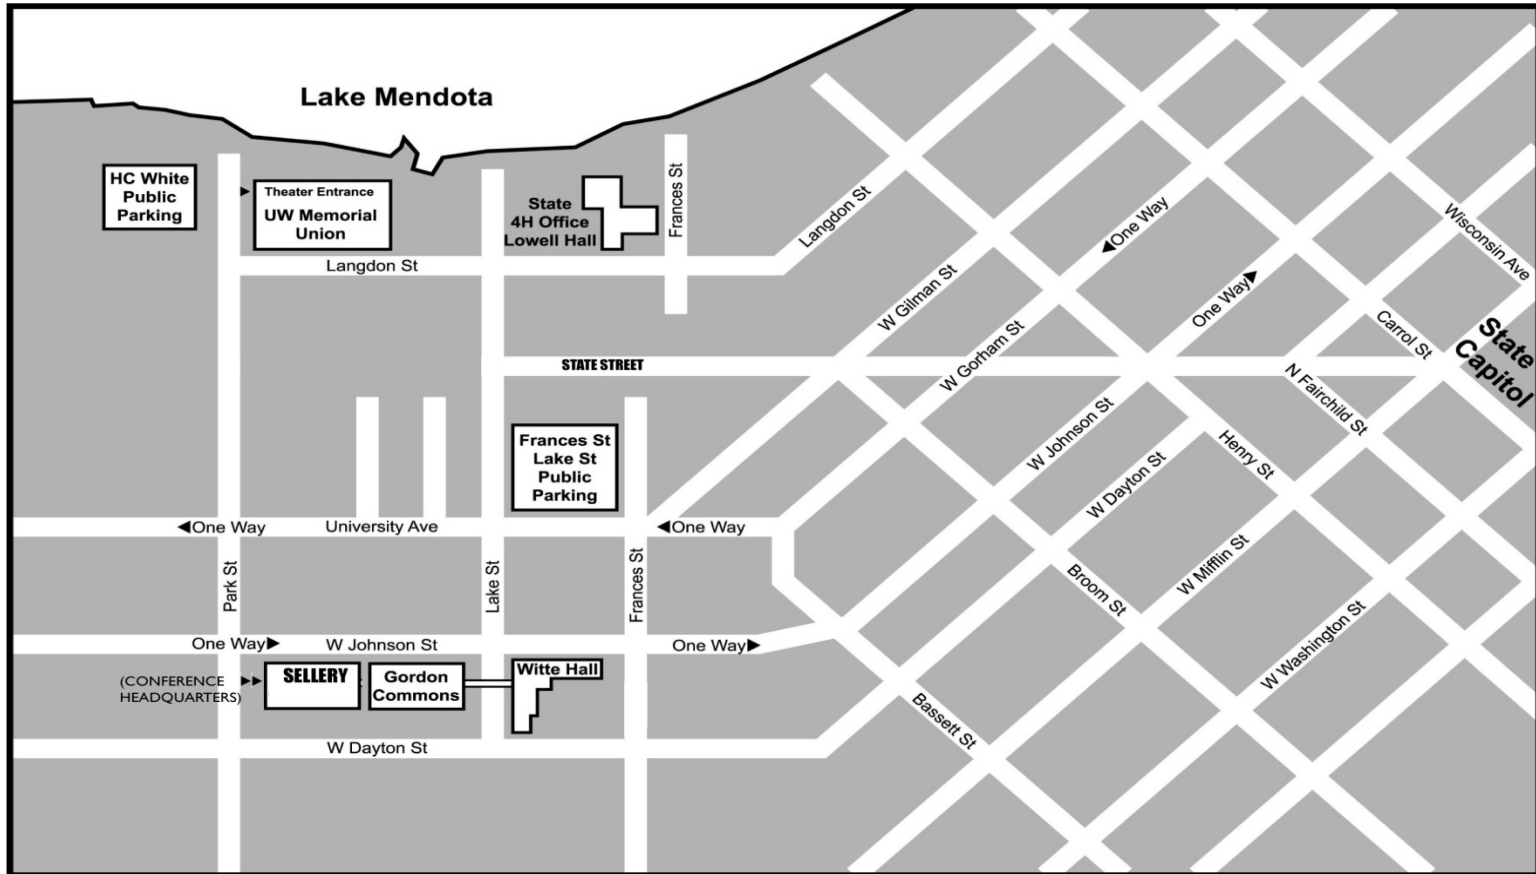 Lake Mendota
HC White
Public
Parking
Theater Entrance
UW Memorial
Union
State
4H Office
Lowell Hall
Frances St
Langdon St
Langdon St
One Way
Wisconsin Ave
W Gilman St
One Way
W Gorham St
Carrol St
State
Capitol
STATE STREET
N Fairchild St
W Johnson St
Henry St
Frances St
Lake St
Public
Parking
W Dayton St
One Way
University Ave
One Way
Park St
Lake St
Frances St
Broom St
W Mifflin St
W Washington St
One Way
W Johnson St
One Way
(CONFERENCE
HEADQUARTERS)
SELLERY
Gordon
Commons
Witte Hall
Bassett St
W Dayton St